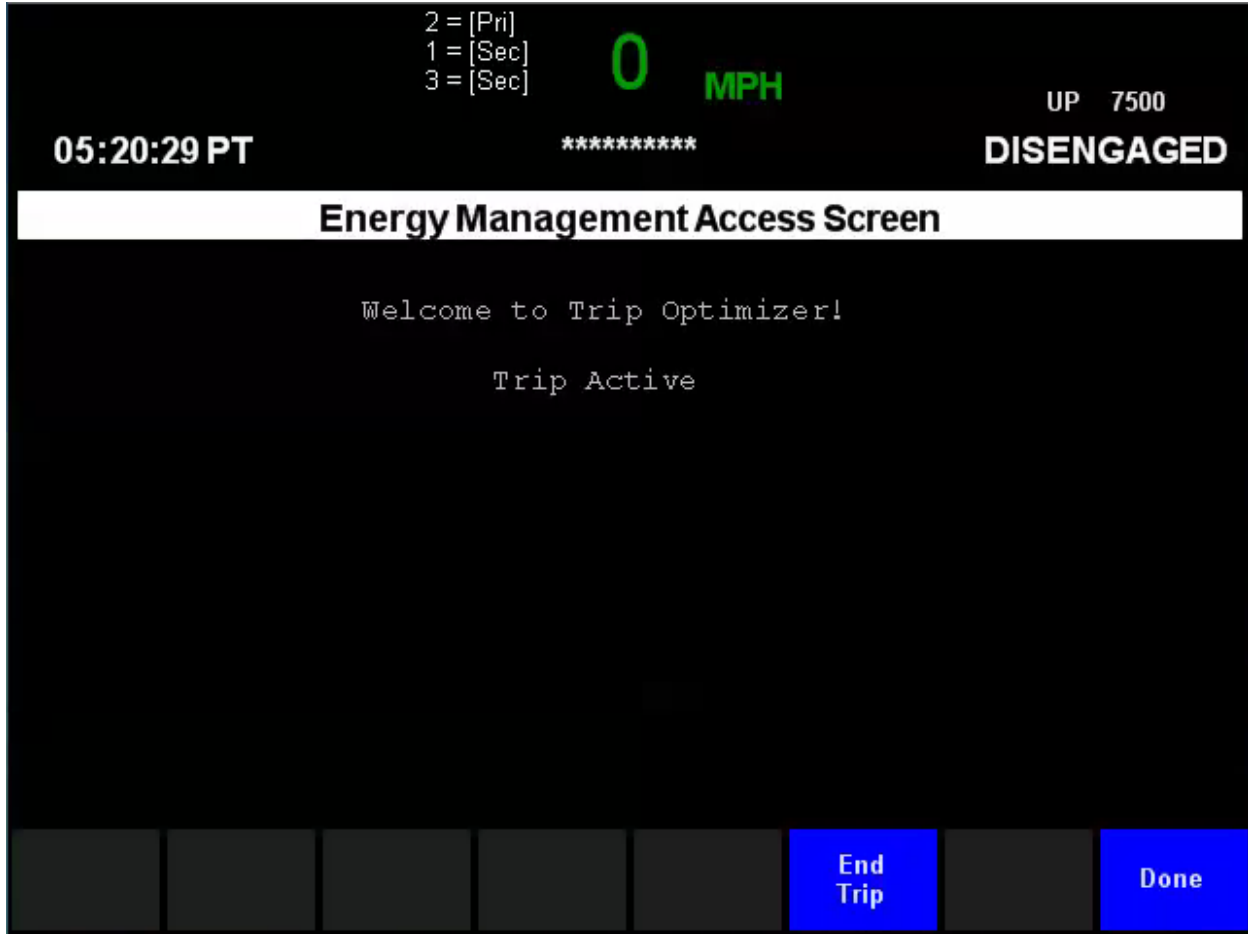 2 = [Pri]
1 = [Sec]
3 = [Sec]
0 MPH
UP 7500
05:20:29 PT
**********
DISENGAGED
Energy Management Access Screen
Welcome to Trip Optimizer!
Trip Active
End
Trip
Done